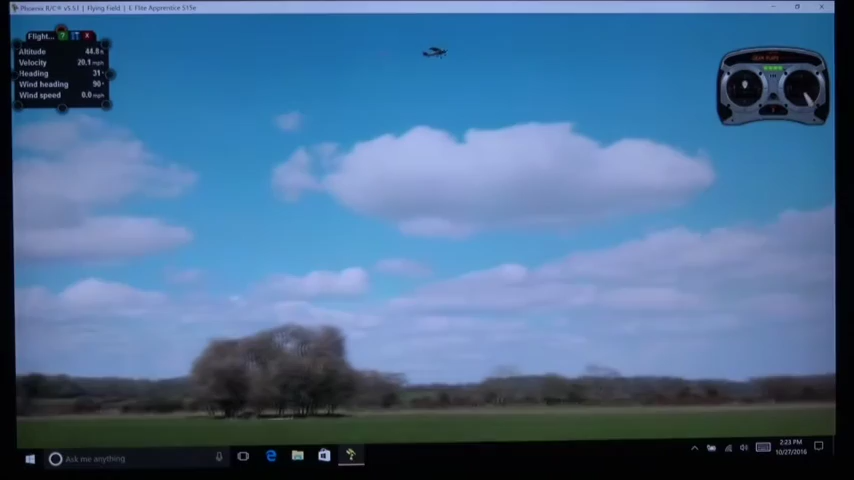 Phoenix R/C® v5.5.l | Flying Field | E-flite Apprentice S15e
Flight... ? X
Altitude 44.8 ft
Velocity 20.1 mph
Heading 31°
Wind heading 90°
Wind speed 0.0 mph
Ask me anything
2:23 PM
10/27/2016